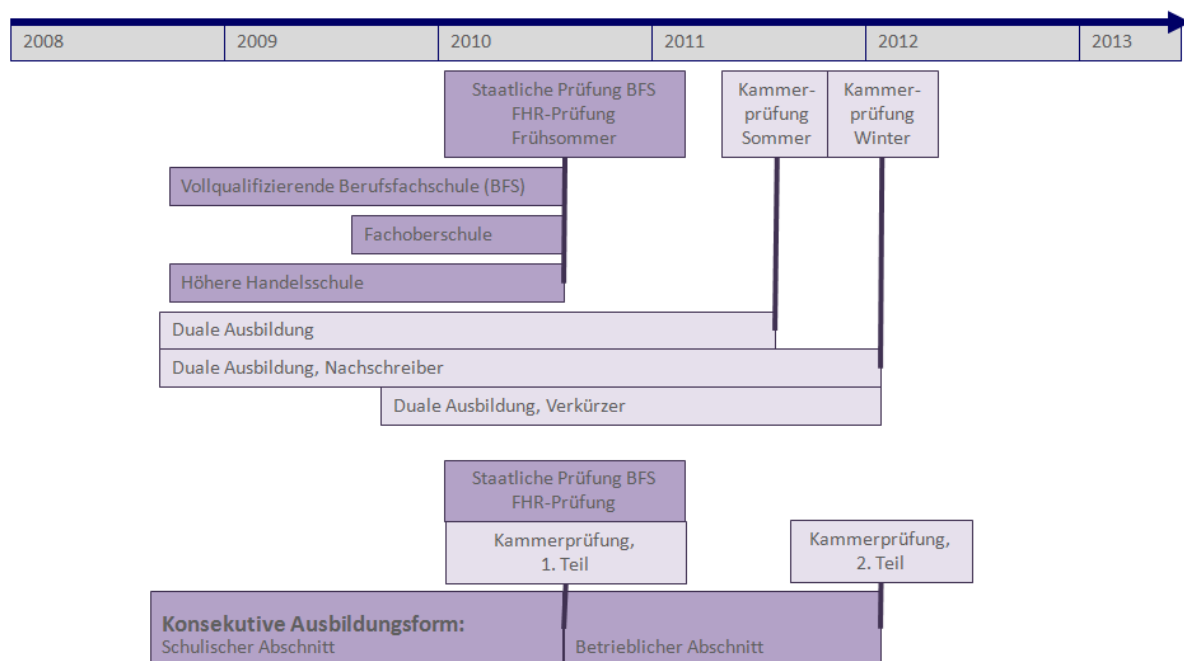 2008
2009
2010
2011
2012
2013
Staatliche Prüfung BFS
FHR-Prüfung
Frühsommer
Kammer-
prüfung
Sommer
Kammer-
prüfung
Winter
Vollqualifizierende Berufsfachschule (BFS)
Fachoberschule
Höhere Handelsschule
Duale Ausbildung
Duale Ausbildung, Nachschreiber
Duale Ausbildung, Verkürzer
Staatliche Prüfung BFS
FHR-Prüfung
Kammerprüfung,
1. Teil
Kammerprüfung,
2. Teil
Konsekutive Ausbildungsform:
Schulischer Abschnitt
Betrieblicher Abschnitt